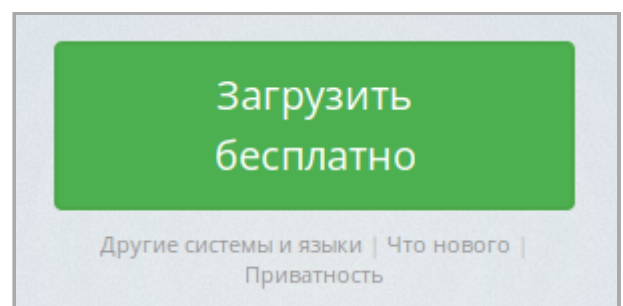 Загрузить
бесплатно
Другие системы и языки | Что нового |
Приватность